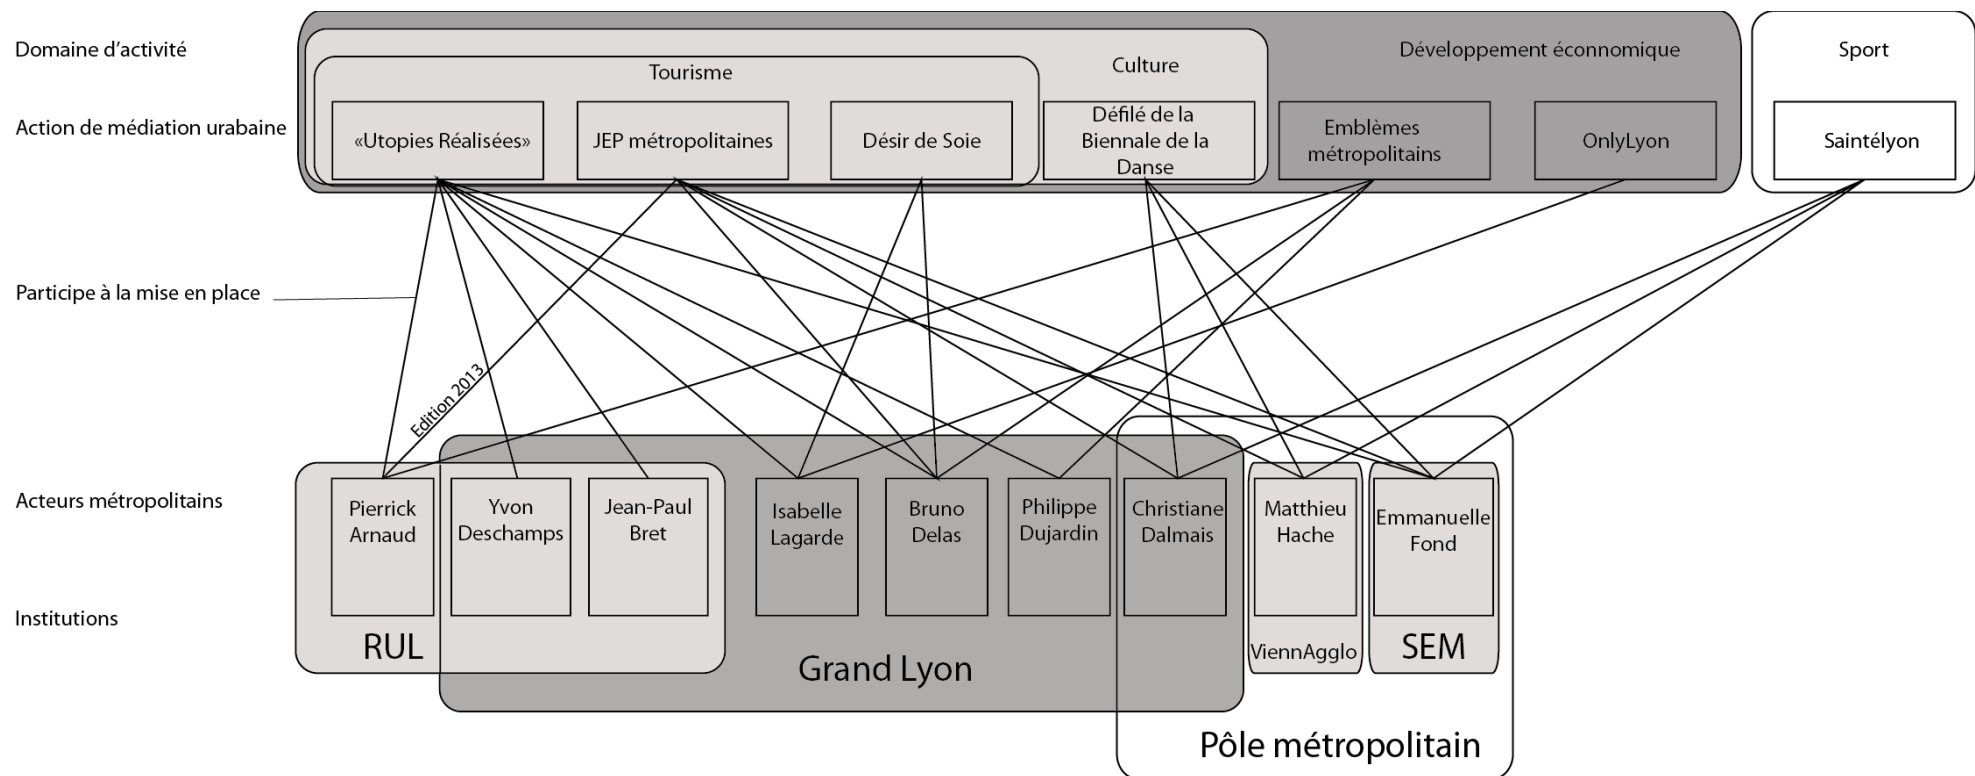 Domaine d'activité
Tourisme
Culture
Développement éconnomique
Sport
Action de médiation urabaine
«Utopies Réalisées»
JEP métropolitaines
Désir de Soie
Défilé de la
Biennale de la
Danse
Emblèmes
métropolitains
OnlyLyon
Saintélyon
Participe à la mise en place
Edition 2013
Acteurs métropolitains
Pierrick
Arnaud
Yvon
Deschamps
Jean-Paul
Bret
Isabelle
Lagarde
Bruno
Delas
Philippe
Dujardin
Christiane
Dalmais
Matthieu
Hache
Emmanuelle
Fond
Institutions
RUL
Grand Lyon
ViennAgglo
SEM
Pôle métropolitain